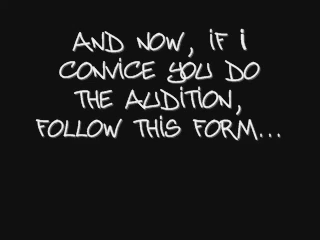 AND NOW, iF i
CONViCE YOU DO
THE AUDiTiON,
FOLLOW THiS FORM...